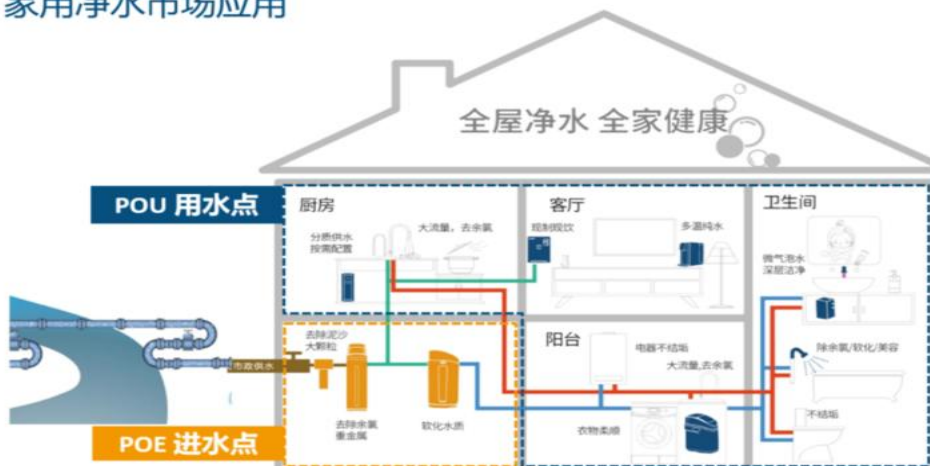 家用净水市场应用
全屋净水 全家健康
POU 用水点
厨房
分质供水
按需配置
大流量，去余氯
客厅
现制现饮
多温纯水
卫生间
微气泡水
深层洁净
除余氯/软化/美容
不结垢
阳台
电器不结垢
大流量,去余氯
衣物柔顺
去除泥沙
大颗粒
市政供水
去除余氯
重金属
软化水质
POE 进水点